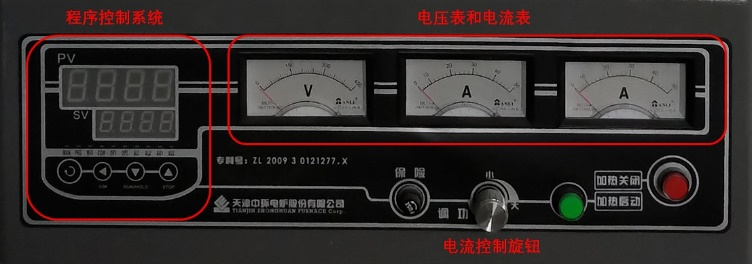 程序控制系统
电压表和电流表
PV
SV
V
A
A
专利号: ZL 2009 3 0121277.X
保险
小
调功
大
加热关闭
加热启动
天津中环电炉股份有限公司
TIANJIN ZHONGHUAN FURNACE Corp.
电流控制旋钮